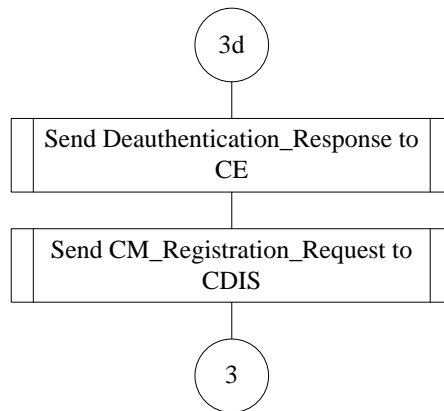 3d
Send Deauthentication_Response to
CE
Send CM_Registration_Request to
CDIS
3